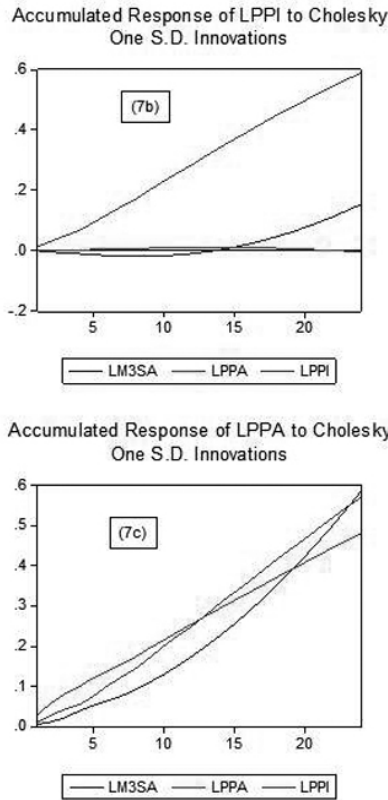 Accumulated Response of LPPI to Cholesky
One S.D. Innovations
.6
(7b)
.4
.2
.0
-.2
5 10 15 20
LM3SA LPPA LPPI
Accumulated Response of LPPA to Cholesky
One S.D. Innovations
.6
(7c)
.5
.4
.3
.2
.1
.0
5 10 15 20
LM3SA LPPA LPPI